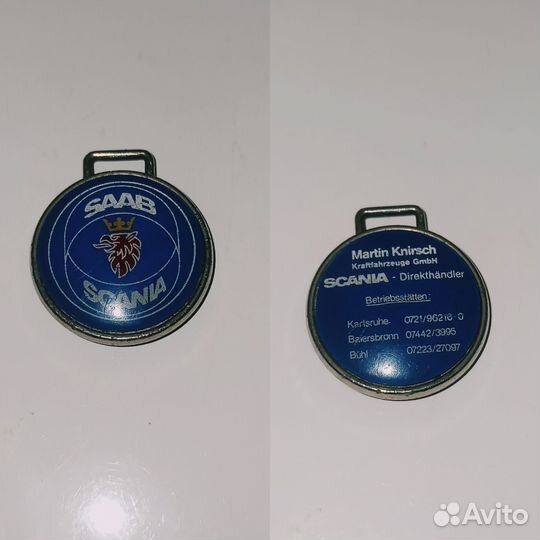 SAAB
SCANIA
Martin Knirsch
Kraftfahrzeuge GmbH
SCANIA - Direkthändler
Betriebsstätten:
Karlsruhe 0721/96216-0
Baiersbronn 07442/3995
Bühl 07223/27097
Avito